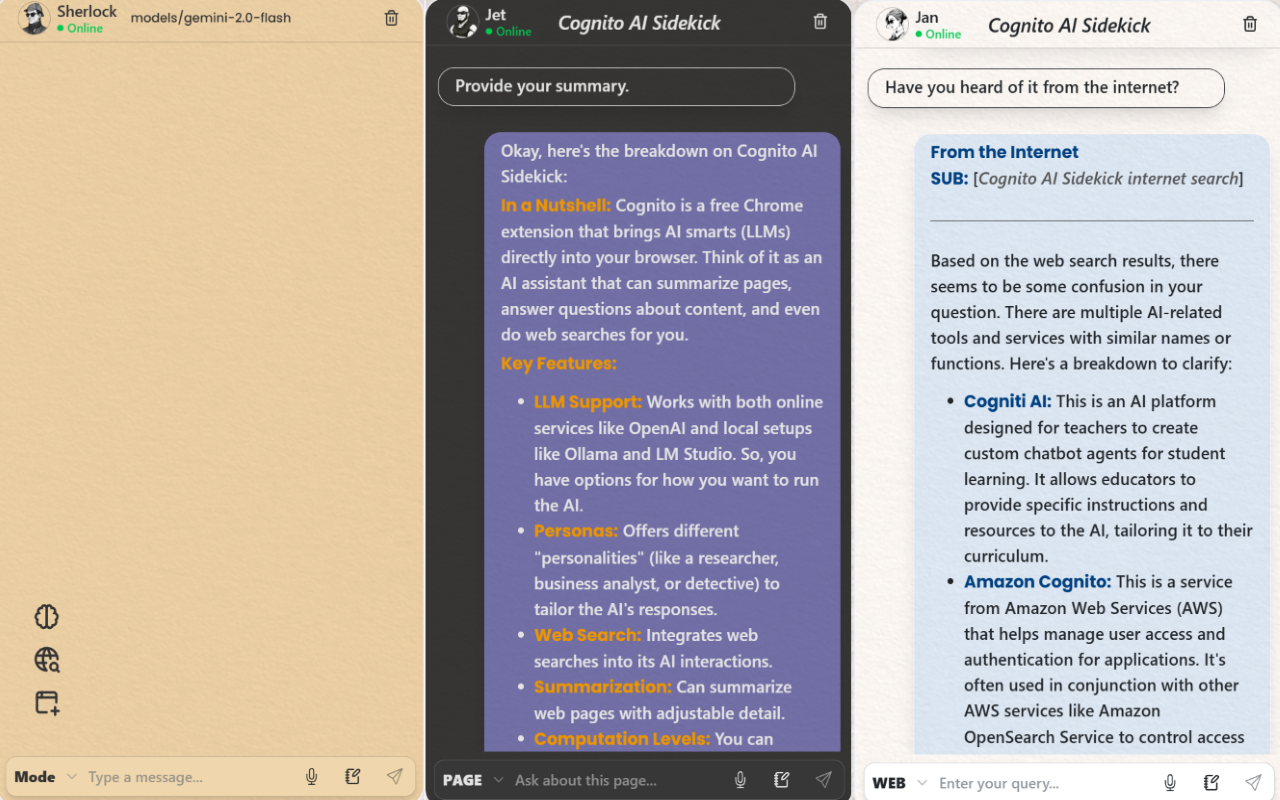 Sherlock
Online
models/gemini-2.0-flash
Mode
Type a message...
Jet
Online
Cognito AI Sidekick
Provide your summary.
Okay, here's the breakdown on Cognito AI
Sidekick:
In a Nutshell: Cognito is a free Chrome
extension that brings AI smarts (LLMs)
directly into your browser. Think of it as an
AI assistant that can summarize pages,
answer questions about content, and even
do web searches for you.
Key Features:
• LLM Support: Works with both online
services like OpenAI and local setups
like Ollama and LM Studio. So, you
have options for how you want to run
the AI.
• Personas: Offers different
"personalities" (like a researcher,
business analyst, or detective) to
tailor the AI's responses.
• Web Search: Integrates web
searches into its AI interactions.
• Summarization: Can summarize
web pages with adjustable detail.
• Computation Levels: You can
PAGE
Ask about this page...
Jan
Online
Cognito AI Sidekick
Have you heard of it from the internet?
From the Internet
SUB: [Cognito AI Sidekick internet search]
Based on the web search results, there
seems to be some confusion in your
question. There are multiple AI-related
tools and services with similar names or
functions. Here's a breakdown to clarify:
• Cogniti AI: This is an AI platform
designed for teachers to create
custom chatbot agents for student
learning. It allows educators to
provide specific instructions and
resources to the AI, tailoring it to their
curriculum.
• Amazon Cognito: This is a service
from Amazon Web Services (AWS)
that helps manage user access and
authentication for applications. It's
often used in conjunction with other
AWS services like Amazon
OpenSearch Service to control access
WEB
Enter your query...